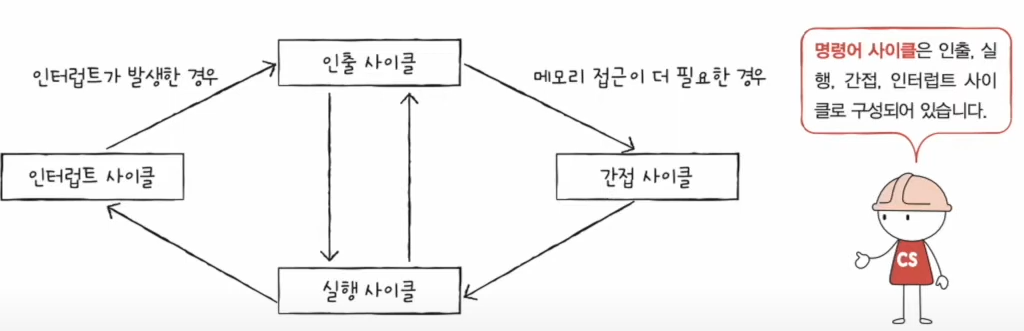 인출 사이클
인터럽트가 발생한 경우
메모리 접근이 더 필요한 경우
인터럽트 사이클
간접 사이클
실행 사이클
명령어 사이클은 인출, 실
행, 간접, 인터럽트 사이
클로 구성되어 있습니다.
CS